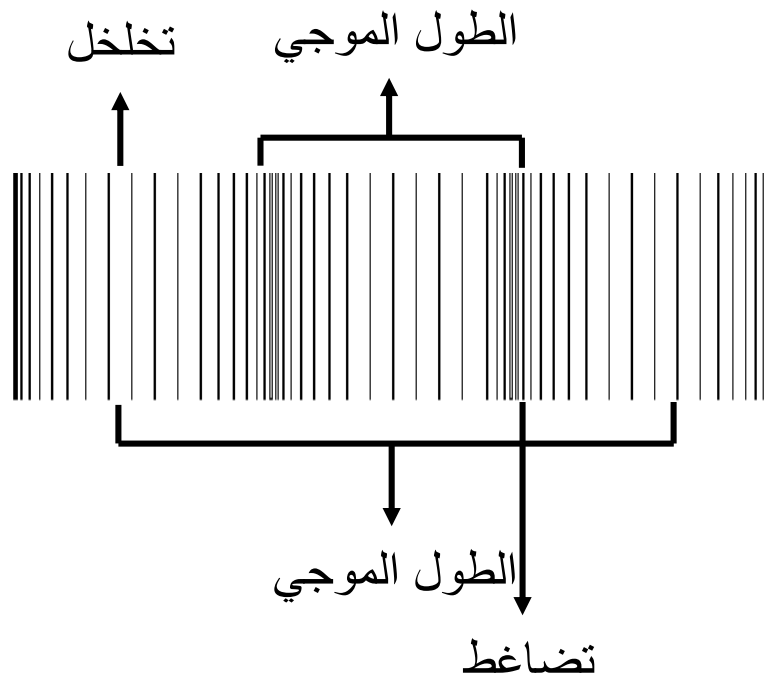 الطول الموجي
تخلخل
الطول الموجي
تضاغط